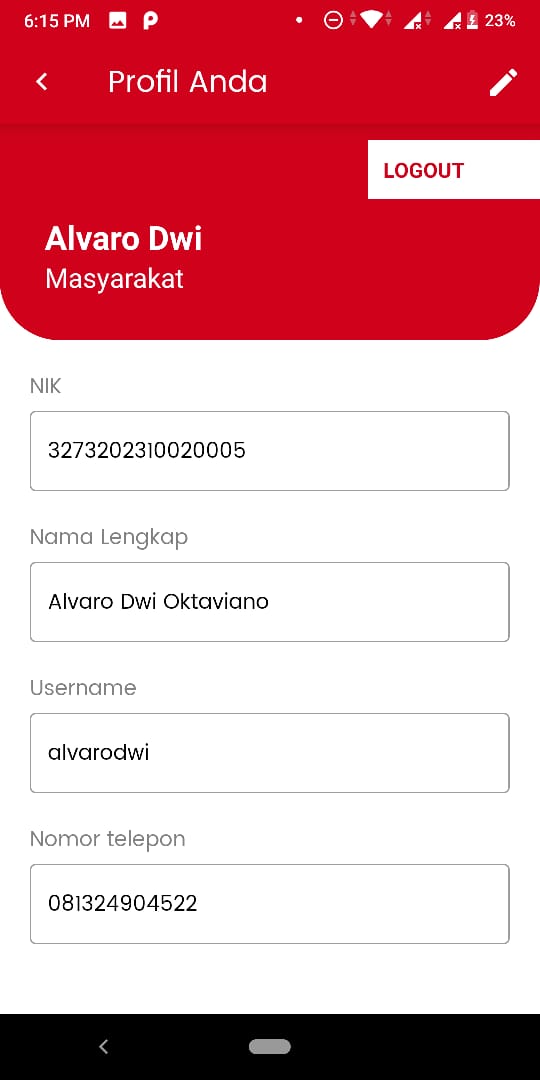 6:15 PM
23%
Profil Anda
LOGOUT
Alvaro Dwi
Masyarakat
NIK
3273202310020005
Nama Lengkap
Alvaro Dwi Oktaviano
Username
alvarodwi
Nomor telepon
081324904522